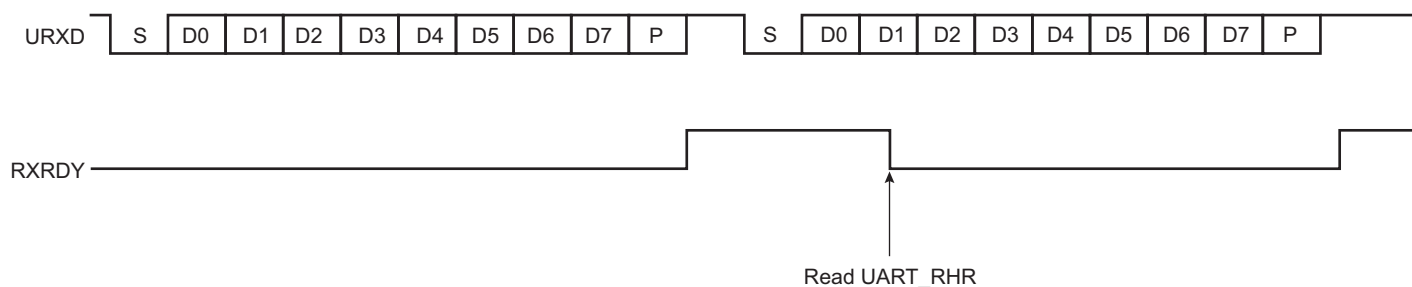 URXD S D0 D1 D2 D3 D4 D5 D6 D7 P S D0 D1 D2 D3 D4 D5 D6 D7 P
RXRDY
Read UART_RHR